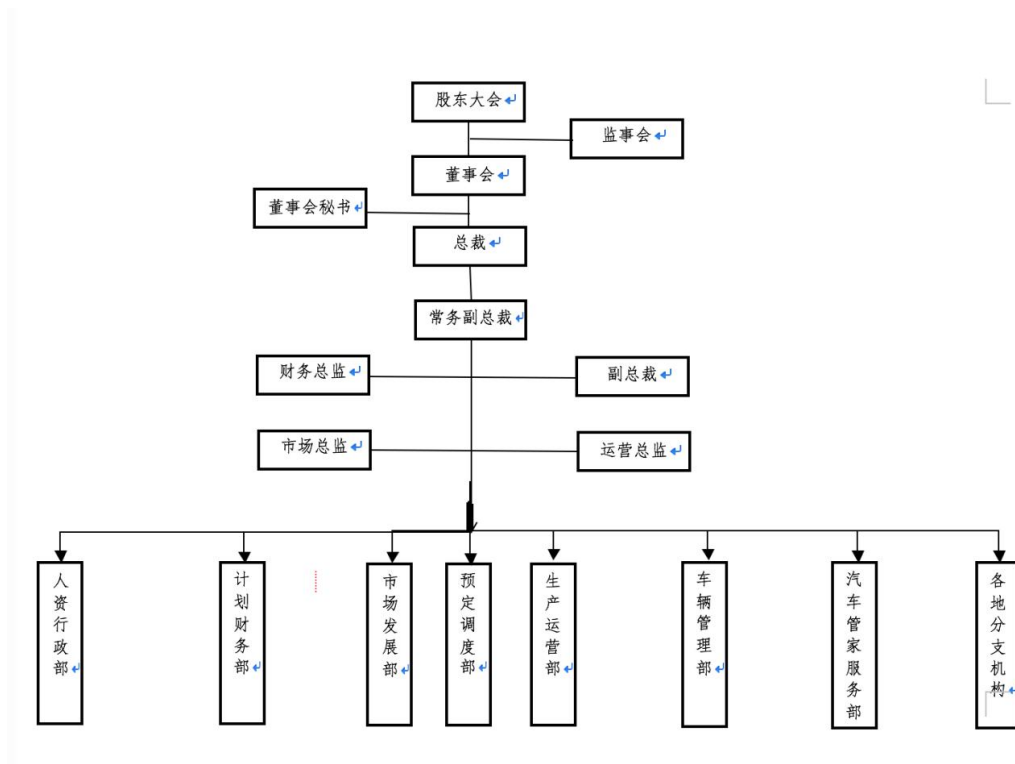 股东大会
监事会
董事会
董事会秘书
总裁
常务副总裁
财务总监
副总裁
市场总监
运营总监
人资行政部
计划财务部
市场发展部
预定调度部
生产运营部
车辆管理部
汽车管家服务部
各地分支机构